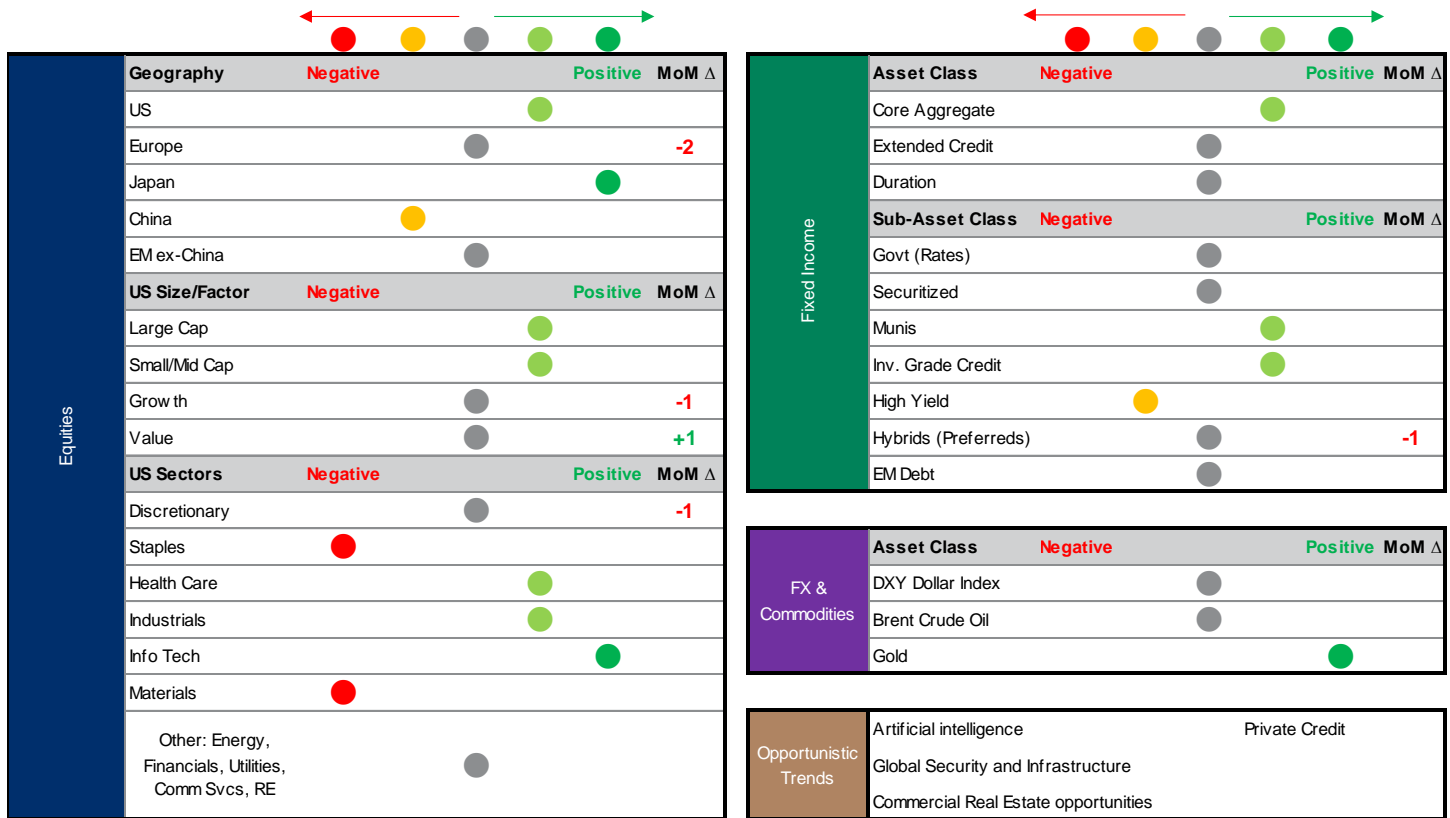 Equities
Geography Negative Positive MoM Δ
US
Europe -2
Japan
China
EM ex-China
US Size/Factor Negative Positive MoM Δ
Large Cap
Small/Mid Cap
Growth -1
Value +1
US Sectors Negative Positive MoM Δ
Discretionary -1
Staples
Health Care
Industrials
Info Tech
Materials
Other: Energy,
Financials, Utilities,
Comm Svcs, RE
Fixed Income
Asset Class Negative Positive MoM Δ
Core Aggregate
Extended Credit
Duration
Sub-Asset Class Negative Positive MoM Δ
Govt (Rates)
Securitized
Munis
Inv. Grade Credit
High Yield
Hybrids (Preferreds) -1
EM Debt
FX &
Commodities
Asset Class Negative Positive MoM Δ
DXY Dollar Index
Brent Crude Oil
Gold
Opportunistic
Trends
Artificial intelligence Private Credit
Global Security and Infrastructure
Commercial Real Estate opportunities